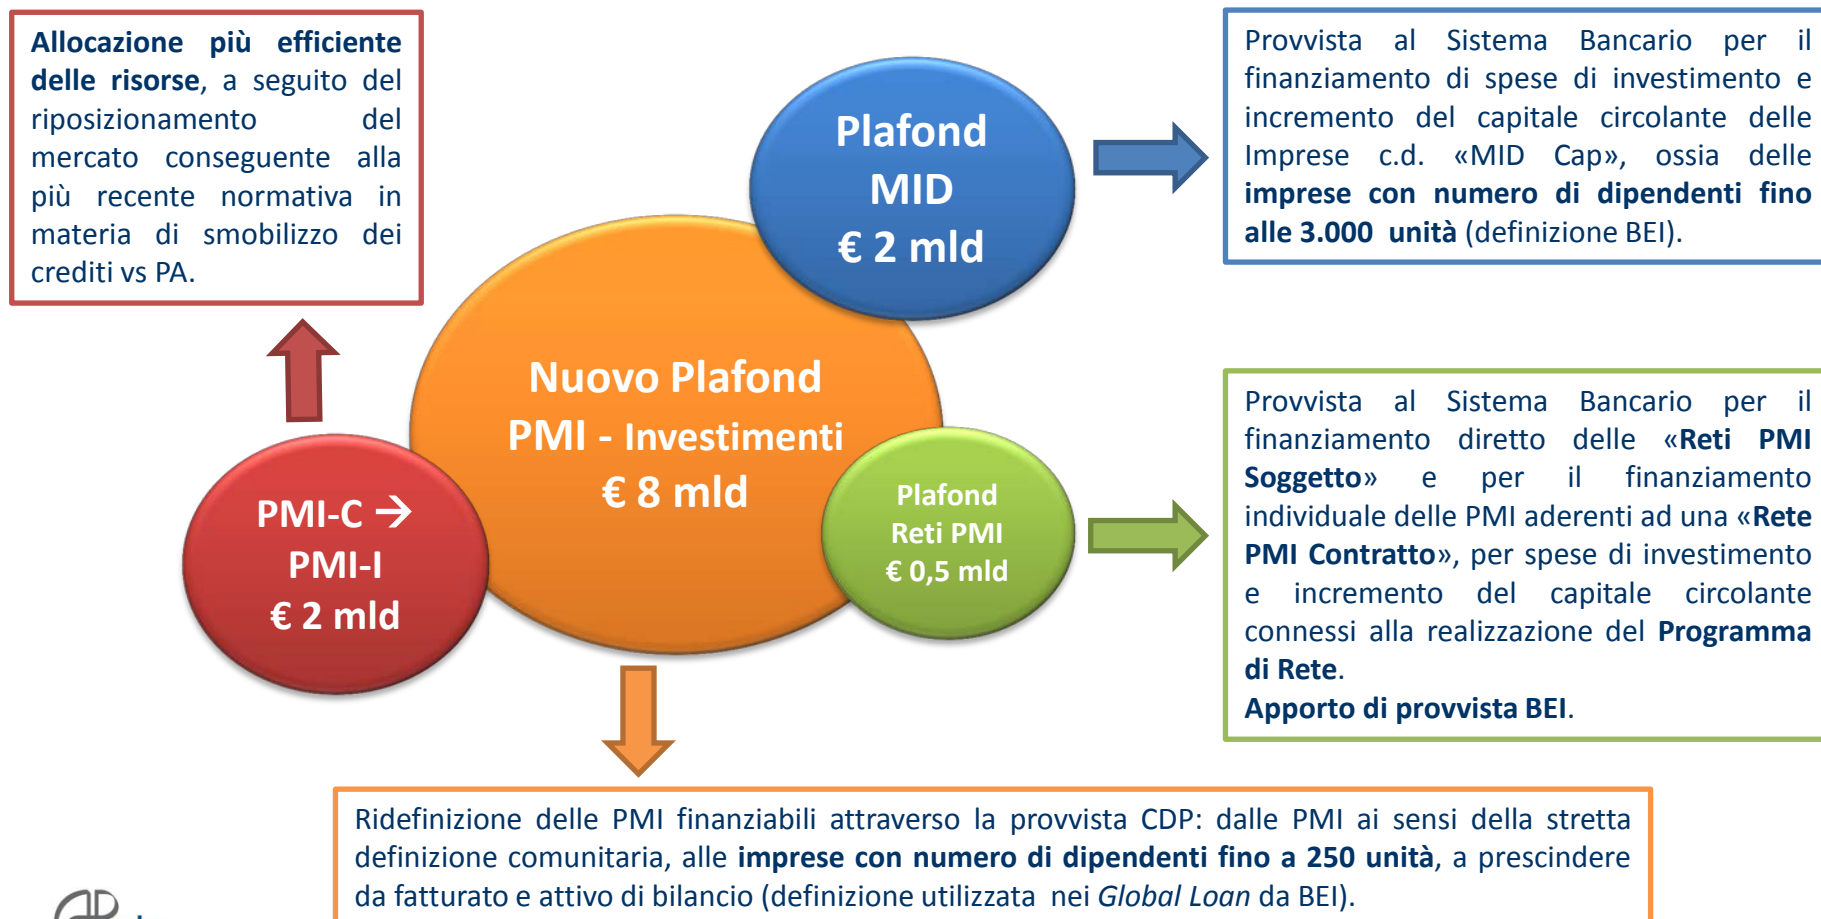 Allocazione più efficiente
delle risorse, a seguito del
riposizionamento del
mercato conseguente alla
più recente normativa in
materia di smobilizzo dei
crediti vs PA.
Plafond
MID
€ 2 mld
Provvista al Sistema Bancario per il
finanziamento di spese di investimento e
incremento del capitale circolante delle
Imprese c.d. «MID Cap», ossia delle
imprese con numero di dipendenti fino
alle 3.000 unità (definizione BEI).
Nuovo Plafond
PMI - Investimenti
€ 8 mld
PMI-C →
PMI-I
€ 2 mld
Plafond
Reti PMI
€ 0,5 mld
Provvista al Sistema Bancario per il
finanziamento diretto delle «Reti PMI
Soggetto» e per il finanziamento
individuale delle PMI aderenti ad una «Rete
PMI Contratto», per spese di investimento
e incremento del capitale circolante
connessi alla realizzazione del Programma
di Rete.
Apporto di provvista BEI.
Ridefinizione delle PMI finanziabili attraverso la provvista CDP: dalle PMI ai sensi della stretta
definizione comunitaria, alle imprese con numero di dipendenti fino a 250 unità, a prescindere
da fatturato e attivo di bilancio (definizione utilizzata nei Global Loan da BEI).